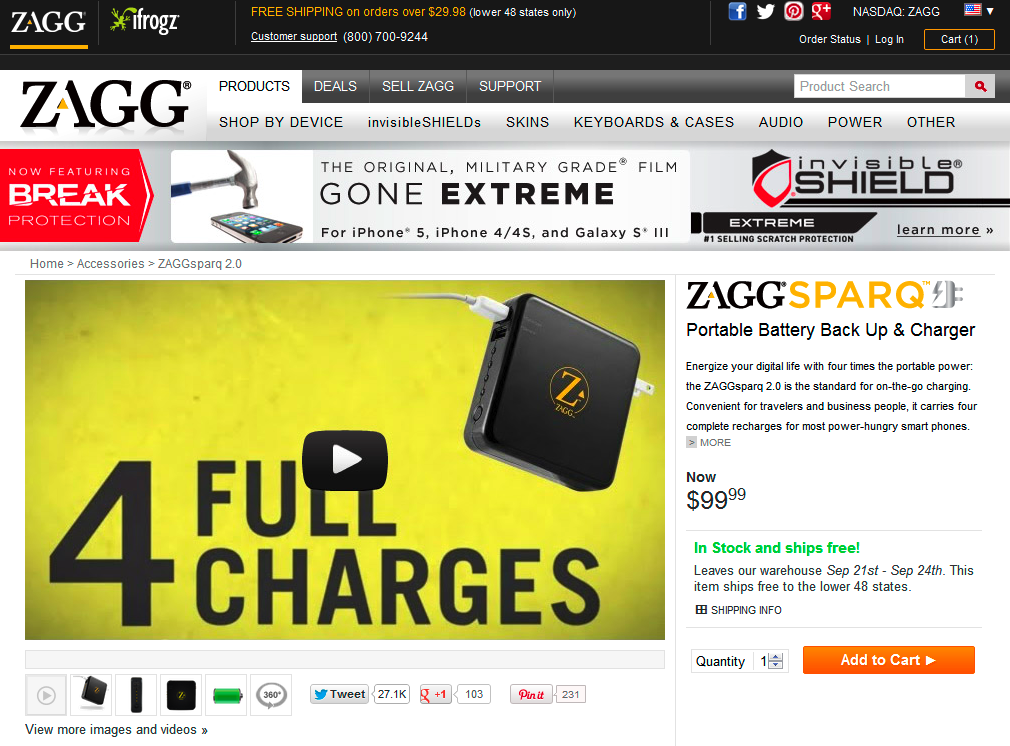 ZAGG
ifrogz
FREE SHIPPING on orders over $29.98 (lower 48 states only)
Customer support (800) 700-9244
NASDAQ: ZAGG
Order Status | Log In
Cart (1)
ZAGG®
PRODUCTS DEALS SELL ZAGG SUPPORT
Product Search
SHOP BY DEVICE invisibleSHIELDs SKINS KEYBOARDS & CASES AUDIO POWER OTHER
NOW FEATURING
BREAK
PROTECTION
THE ORIGINAL, MILITARY GRADE® FILM
GONE EXTREME
For iPhone® 5, iPhone 4/4S, and Galaxy S® III
invisible®
SHIELD
EXTREME
#1 SELLING SCRATCH PROTECTION
learn more »
Home > Accessories > ZAGGsparq 2.0
4 FULL
CHARGES
Z
ZAGG
ZAGG®SPARQ™
Portable Battery Back Up & Charger
Energize your digital life with four times the portable power:
the ZAGGsparq 2.0 is the standard for on-the-go charging.
Convenient for travelers and business people, it carries four
complete recharges for most power-hungry smart phones.
> MORE
Now
$99.99
In Stock and ships free!
Leaves our warehouse Sep 21st - Sep 24th. This
item ships free to the lower 48 states.
SHIPPING INFO
Quantity 1
Add to Cart ▶
360°
Tweet 27.1K
g +1 103
Pin it 231
View more images and videos »